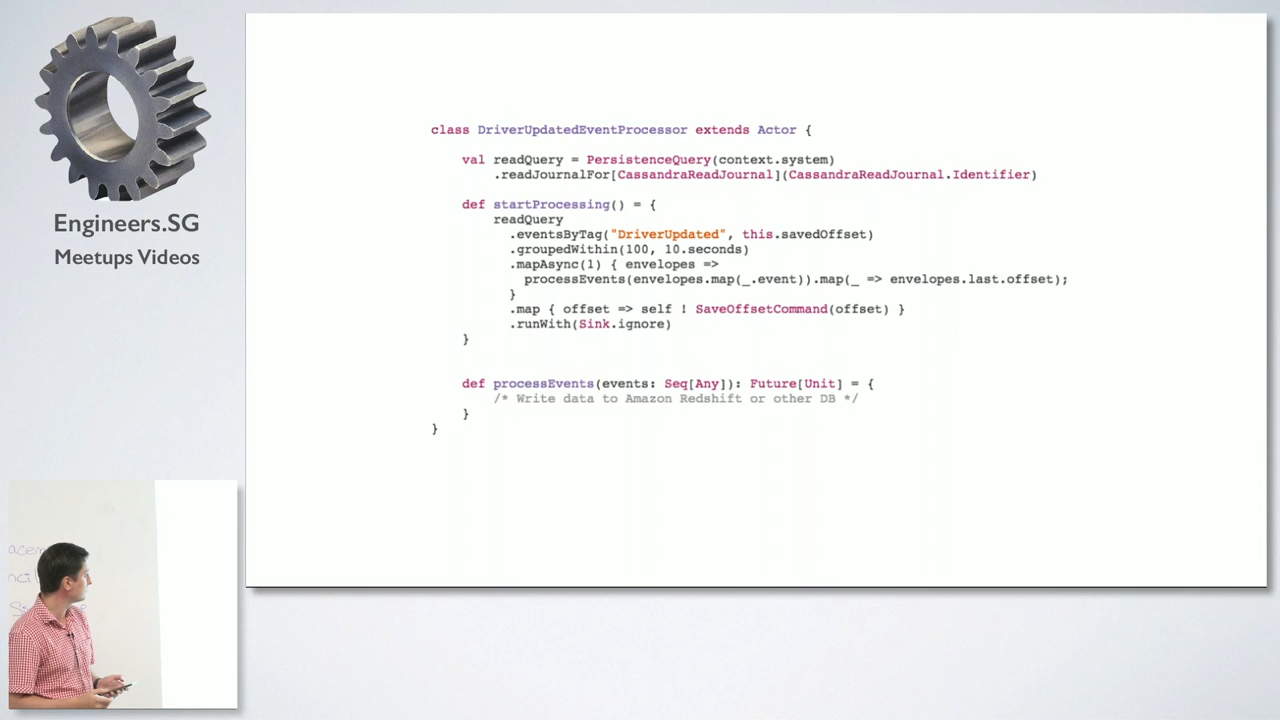 Engineers.SG
Meetups Videos
class DriverUpdatedEventProcessor extends Actor {
val readQuery = PersistenceQuery(context.system)
.readJournalFor[CassandraReadJournal](CassandraReadJournal.Identifier)
def startProcessing() = {
readQuery
.eventsByTag("DriverUpdated", this.savedOffset)
.groupedWithin(100, 10.seconds)
.mapAsync(1) { envelopes =>
processEvents(envelopes.map(_.event)).map(_ => envelopes.last.offset);
}
.map { offset => self ! SaveOffsetCommand(offset) }
.runWith(Sink.ignore)
}
def processEvents(events: Seq[Any]): Future[Unit] = {
/* Write data to Amazon Redshift or other DB */
}
}